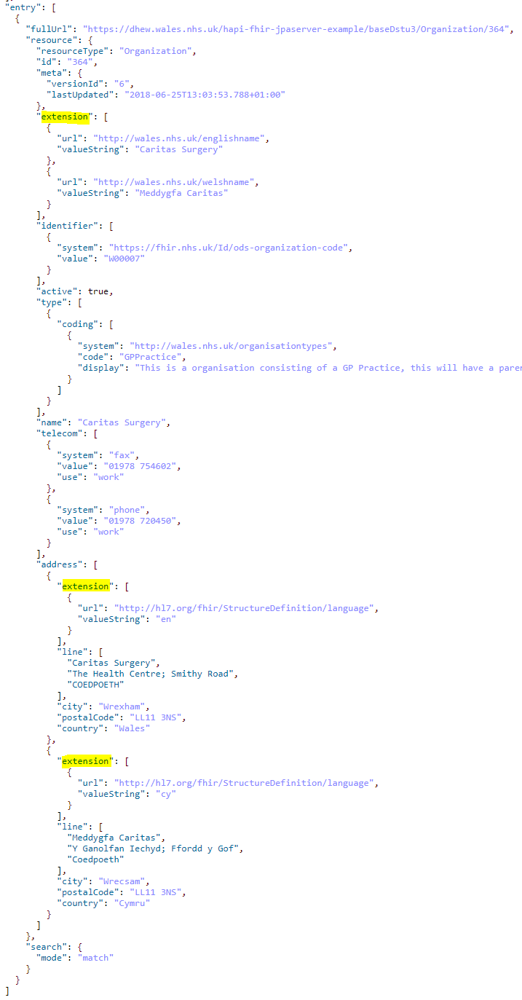 "entry": [
{
"fullUrl": "https://dhew.wales.nhs.uk/hapi-fhir-jpaserver-example/baseDstu3/Organization/364",
"resource": {
"resourceType": "Organization",
"id": "364",
"meta": {
"versionId": "6",
"lastUpdated": "2018-06-25T13:03:53.788+01:00"
},
"extension": [
{
"url": "http://wales.nhs.uk/englishname",
"valueString": "Caritas Surgery"
},
{
"url": "http://wales.nhs.uk/welshname",
"valueString": "Meddygfa Caritas"
}
],
"identifier": [
{
"system": "https://fhir.nhs.uk/Id/ods-organization-code",
"value": "W00007"
}
],
"active": true,
"type": [
{
"coding": [
{
"system": "http://wales.nhs.uk/organisationtypes",
"code": "GPPractice",
"display": "This is a organisation consisting of a GP Practice, this will have a
}
]
}
],
"name": "Caritas Surgery",
"telecom": [
{
"system": "fax",
"value": "01978 754602",
"use": "work"
},
{
"system": "phone",
"value": "01978 720450",
"use": "work"
}
],
"address": [
{
"extension": [
{
"url": "http://hl7.org/fhir/StructureDefinition/language",
"valueString": "en"
}
],
"line": [
"Caritas Surgery",
"The Health Centre; Smithy Road",
"COEDPOETH"
],
"city": "Wrexham",
"postalCode": "LL11 3NS",
"country": "Wales"
},
{
"extension": [
{
"url": "http://hl7.org/fhir/StructureDefinition/language",
"valueString": "cy"
}
],
"line": [
"Meddygfa Caritas",
"Y Ganolfan Iechyd; Ffordd y Gof",
"Coedpoeth"
],
"city": "Wrecsam",
"postalCode": "LL11 3NS",
"country": "Cymru"
}
]
},
"search": {
"mode": "match"
}
}
]